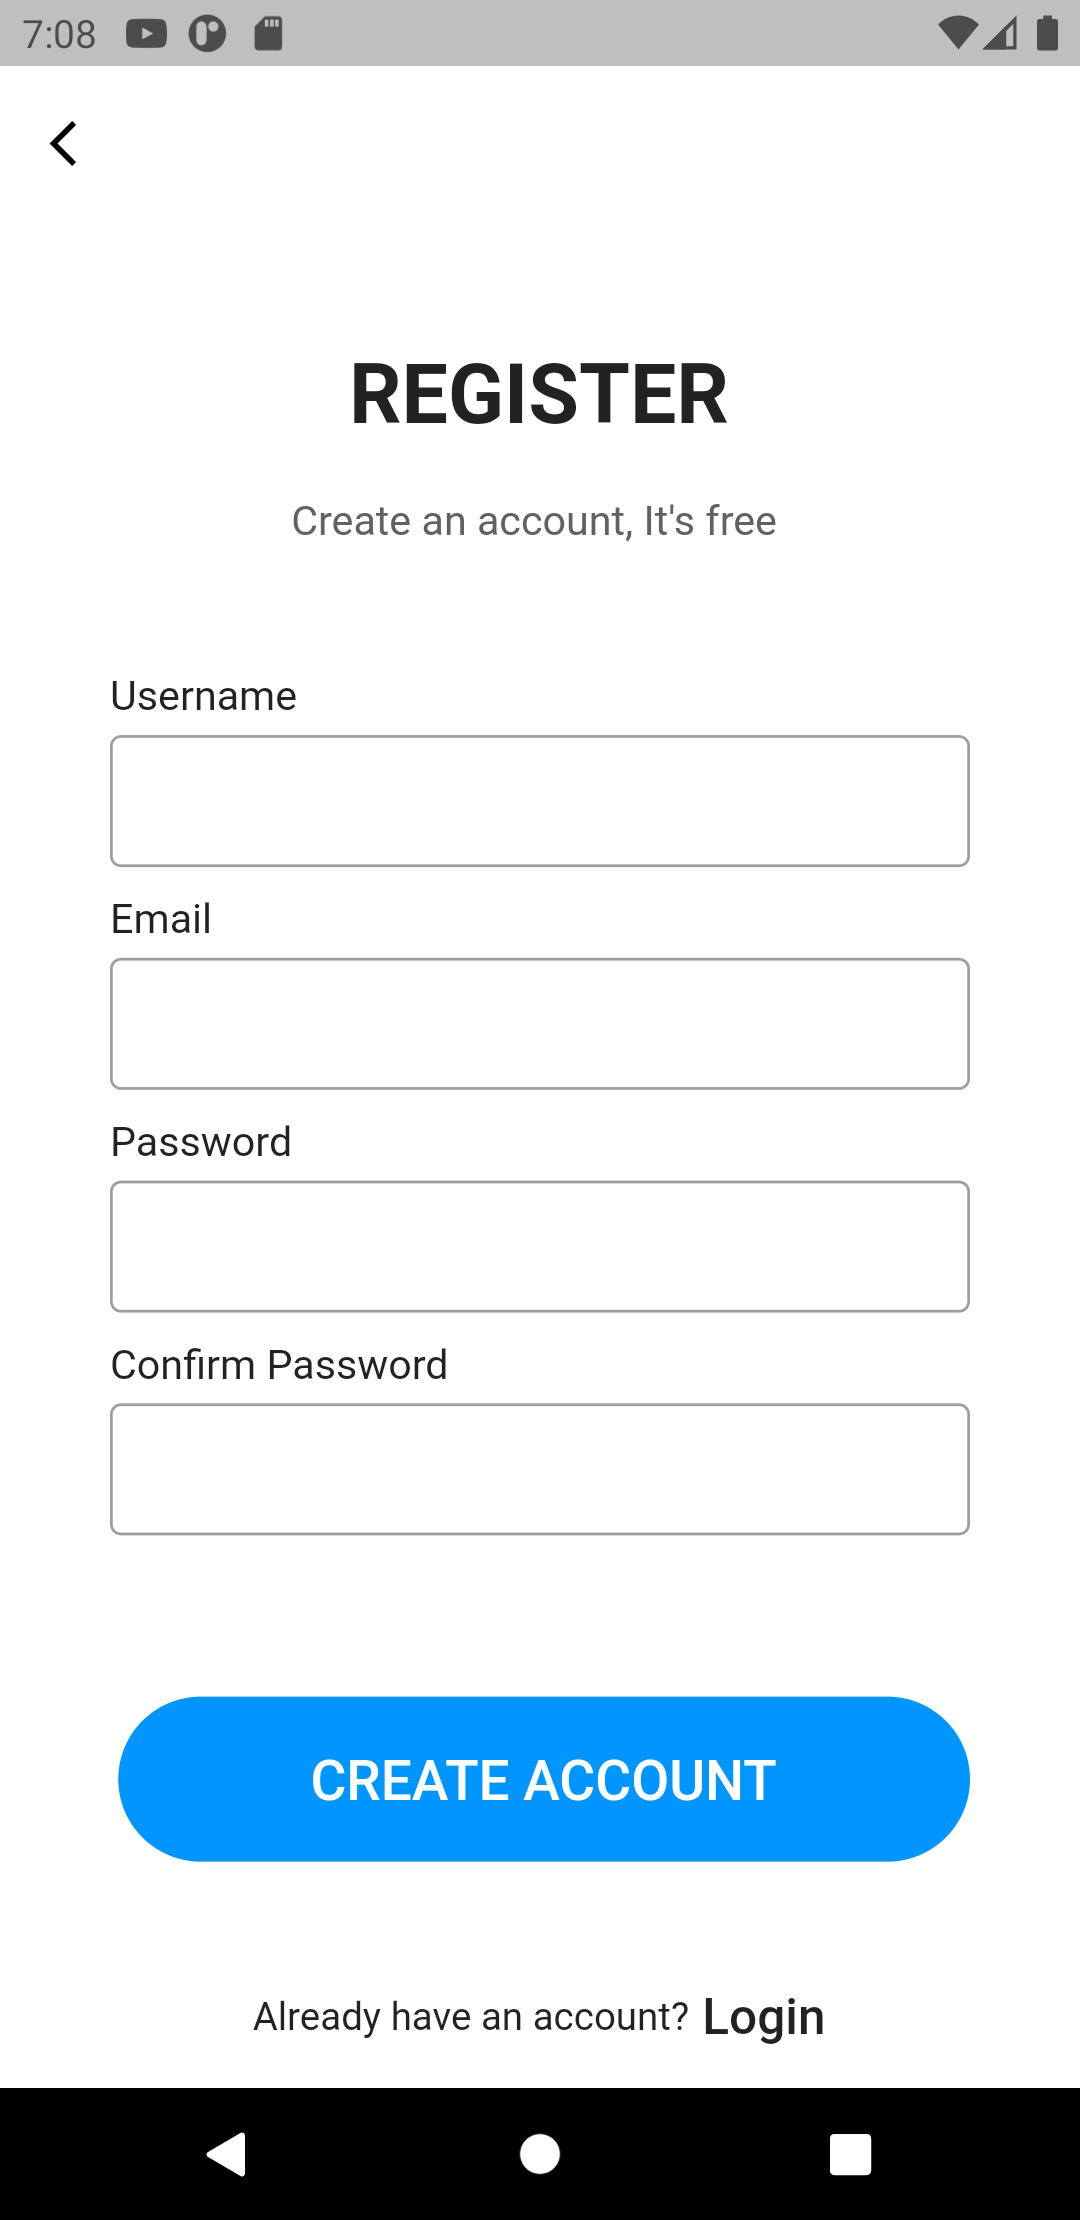 7:08
REGISTER
Create an account, It's free
Username
Email
Password
Confirm Password
CREATE ACCOUNT
Already have an account? Login